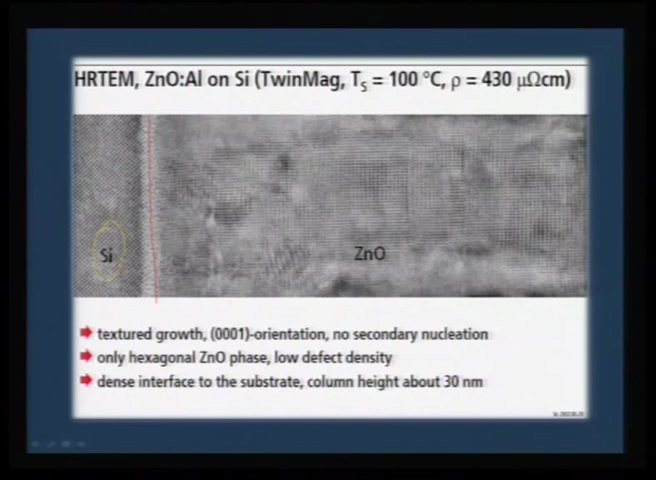 HRTEM, ZnO:Al on Si (TwinMag, Tₛ = 100 °C, ρ = 430 μΩcm)
Si
ZnO
textured growth, (0001)-orientation, no secondary nucleation
only hexagonal ZnO phase, low defect density
dense interface to the substrate, column height about 30 nm